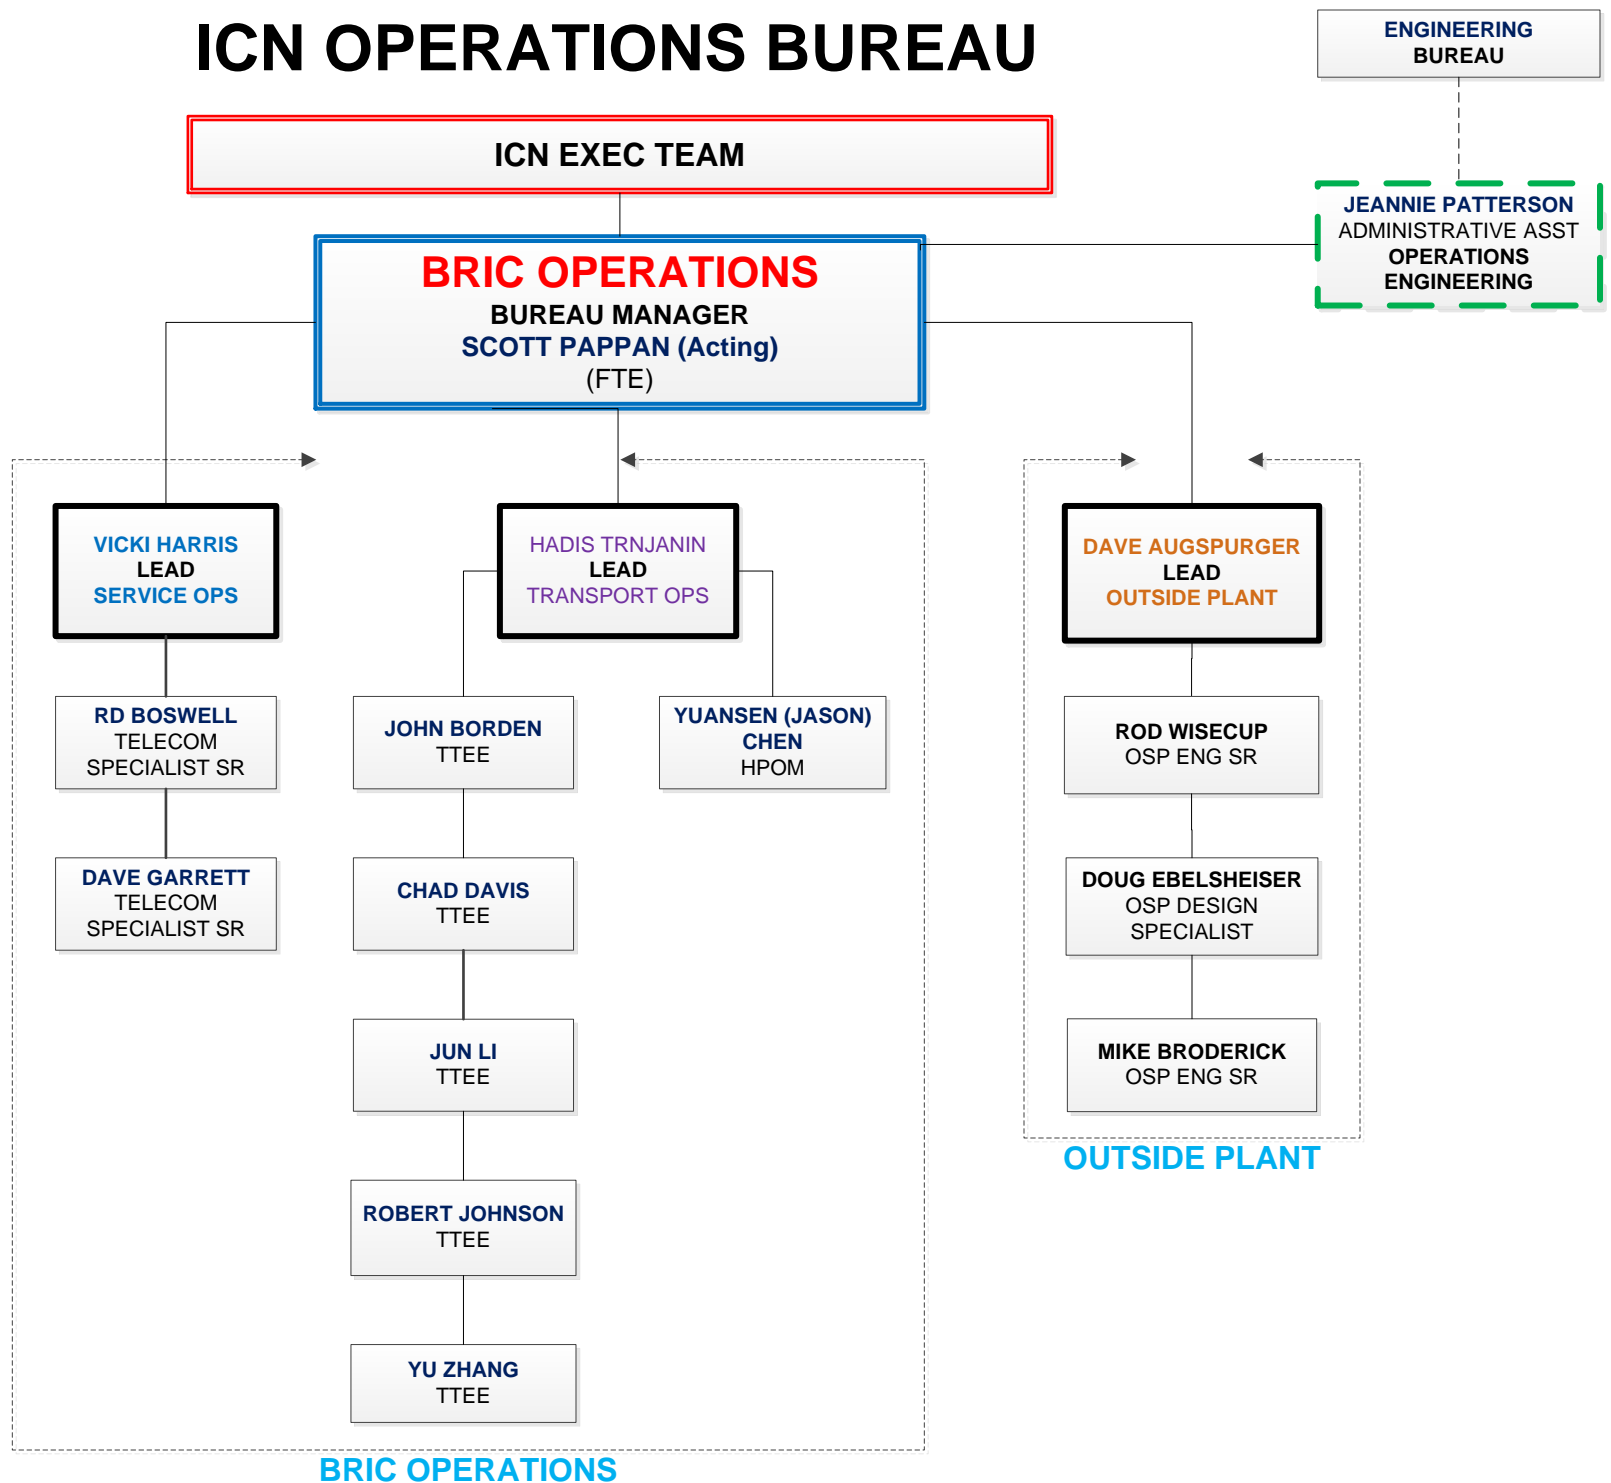 ICN OPERATIONS BUREAU
ENGINEERING
BUREAU
ICN EXEC TEAM
JEANNIE PATTERSON
ADMINISTRATIVE ASST
OPERATIONS
ENGINEERING
BRIC OPERATIONS
BUREAU MANAGER
SCOTT PAPPAN (Acting)
(FTE)
VICKI HARRIS
LEAD
SERVICE OPS
RD BOSWELL
TELECOM
SPECIALIST SR
DAVE GARRETT
TELECOM
SPECIALIST SR
HADIS TRNJANIN
LEAD
TRANSPORT OPS
JOHN BORDEN
TTEE
CHAD DAVIS
TTEE
JUN LI
TTEE
ROBERT JOHNSON
TTEE
YU ZHANG
TTEE
YUANSEN (JASON)
CHEN
HPOM
BRIC OPERATIONS
DAVE AUGSPURGER
LEAD
OUTSIDE PLANT
ROD WISECUP
OSP ENG SR
DOUG EBELSHEISER
OSP DESIGN
SPECIALIST
MIKE BRODERICK
OSP ENG SR
OUTSIDE PLANT